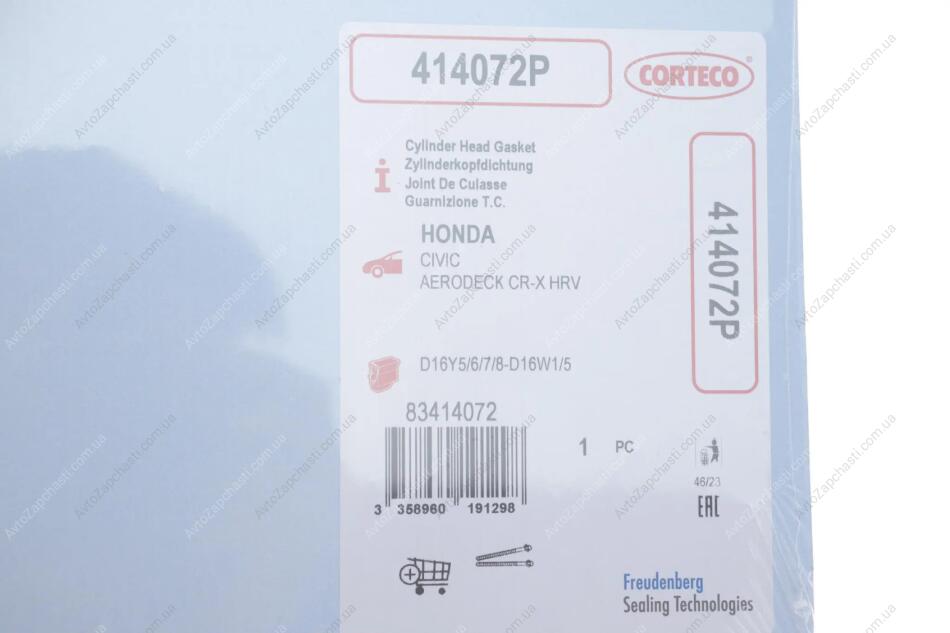 414072P
CORTECO®
Cylinder Head Gasket
Zylinderkopfdichtung
Joint De Culasse
Guarnizione T.C.
HONDA
CIVIC
AERODECK CR-X HRV
414072P
D16Y5/6/7/8-D16W1/5
83414072
1 PC
3 358960 191298
46/23
EAC
Freudenberg
Sealing Technologies
AvtoZapchasti.com.ua